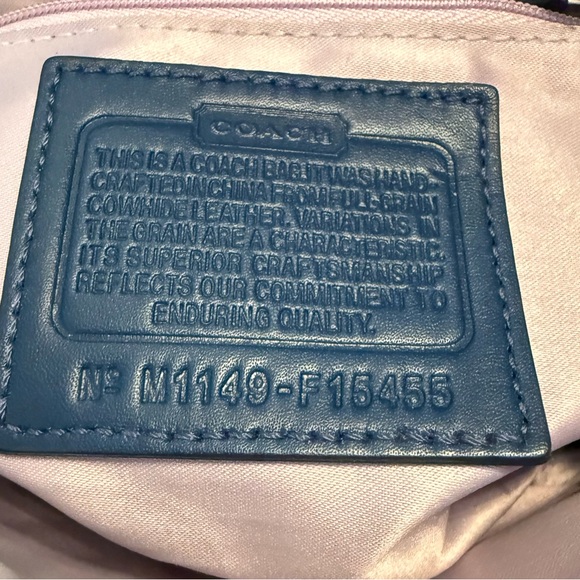 COACH
THIS IS A COACH BAG. IT WAS HAND-
CRAFTED IN CHINA FROM FULL GRAIN
COWHIDE LEATHER. VARIATIONS IN
THE GRAIN ARE A CHARACTERISTIC.
ITS SUPERIOR CRAFTSMANSHIP
REFLECTS OUR COMMITMENT TO
ENDURING QUALITY.
Nº M1149-F15455